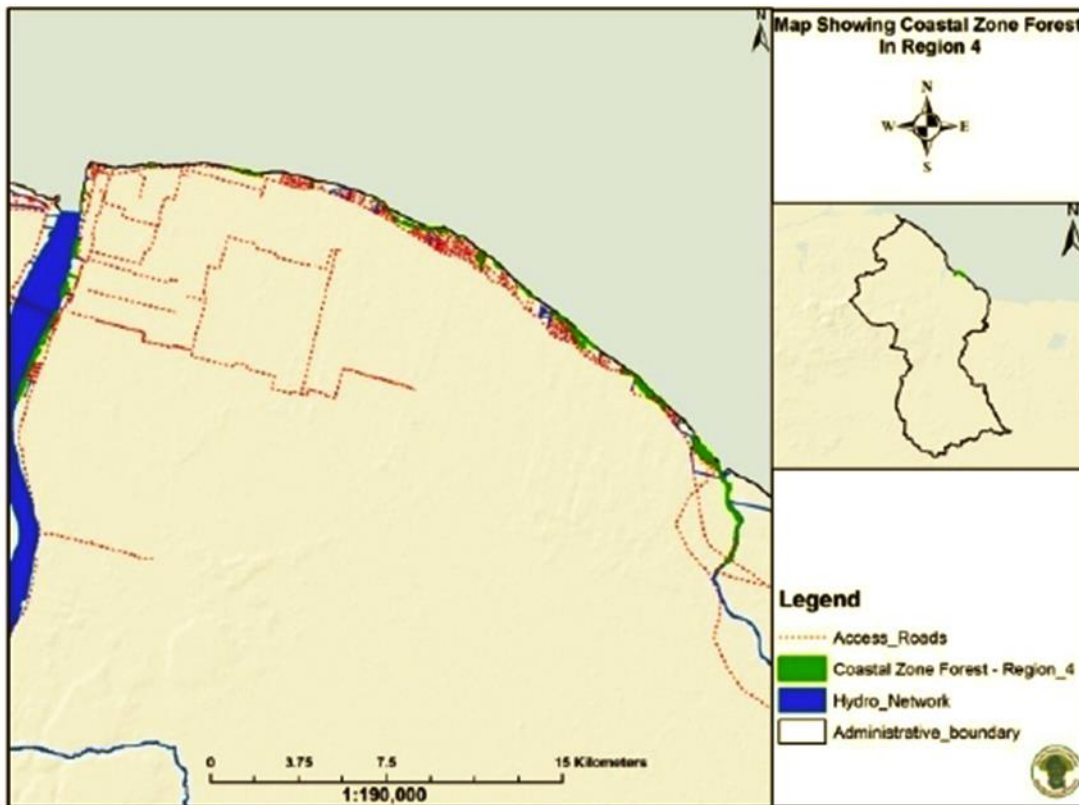 N
Map Showing Coastal Zone Forest
In Region 4
N
W E
S
N
Legend
Access_Roads
Coastal Zone Forest - Region_4
Hydro_Network
Administrative_boundary
0 3.75 7.5 15 Kilometers
1:190,000